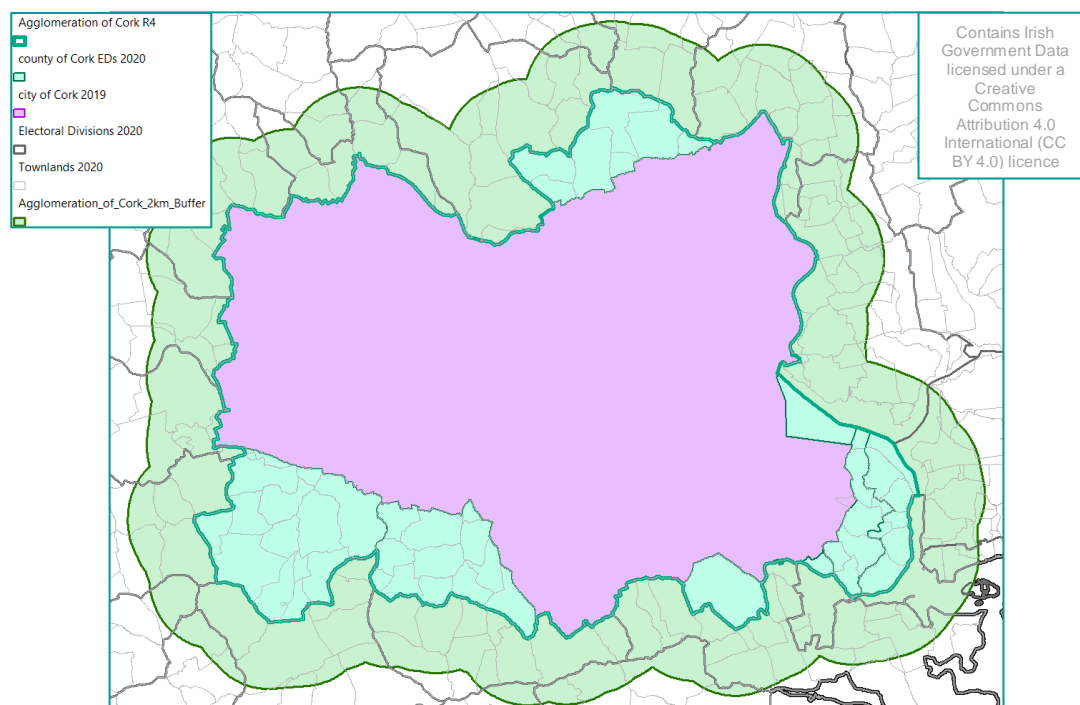 Agglomeration of Cork R4
county of Cork EDs 2020
city of Cork 2019
Electoral Divisions 2020
Townlands 2020
Agglomeration_of_Cork_2km_Buffer
Contains Irish
Government Data
licensed under a
Creative
Commons
Attribution 4.0
International (CC
BY 4.0) licence